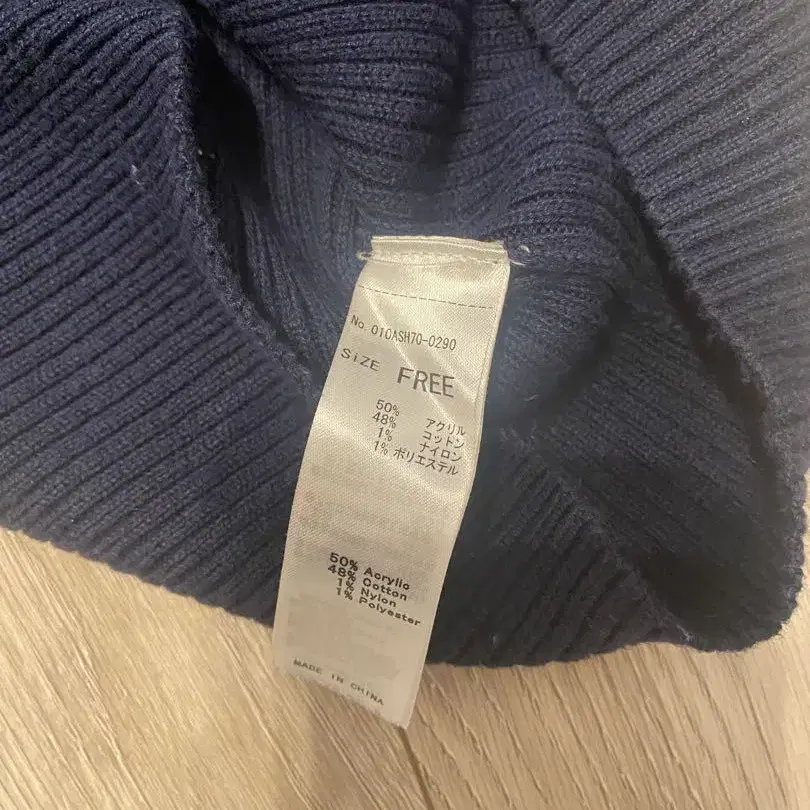 No. 010ASH70-0290
SiZE FREE
50% アクリル
48% コットン
1% ナイロン
1% ポリエステル
50% Acrylic
48% Cotton
1% Nylon
1% Polyester
MADE IN CHINA